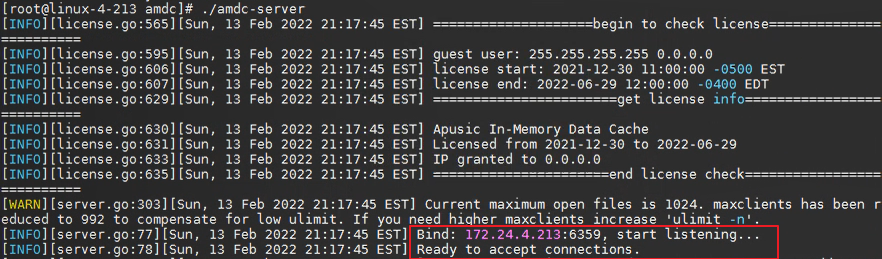 [root@linux-4-213 amdc]# ./amdc-server
[INFO][license.go:565][Sun, 13 Feb 2022 21:17:45 EST] =====================begin to check license===============
==========
[INFO][license.go:595][Sun, 13 Feb 2022 21:17:45 EST] guest user: 255.255.255.255 0.0.0.0
[INFO][license.go:606][Sun, 13 Feb 2022 21:17:45 EST] license start: 2021-12-30 11:00:00 -0500 EST
[INFO][license.go:607][Sun, 13 Feb 2022 21:17:45 EST] license end: 2022-06-29 12:00:00 -0400 EDT
[INFO][license.go:629][Sun, 13 Feb 2022 21:17:45 EST] ========================get license info==================
==========
[INFO][license.go:630][Sun, 13 Feb 2022 21:17:45 EST] Apusic In-Memory Data Cache
[INFO][license.go:631][Sun, 13 Feb 2022 21:17:45 EST] Licensed from 2021-12-30 to 2022-06-29
[INFO][license.go:633][Sun, 13 Feb 2022 21:17:45 EST] IP granted to 0.0.0.0
[INFO][license.go:635][Sun, 13 Feb 2022 21:17:45 EST] =======================end license check==================
==========
[WARN][server.go:303][Sun, 13 Feb 2022 21:17:45 EST] Current maximum open files is 1024. maxclients has been r
educed to 992 to compensate for low ulimit. If you need higher maxclients increase 'ulimit -n'.
[INFO][server.go:77][Sun, 13 Feb 2022 21:17:45 EST] Bind: 172.24.4.213:6359, start listening...
[INFO][server.go:78][Sun, 13 Feb 2022 21:17:45 EST] Ready to accept connections.